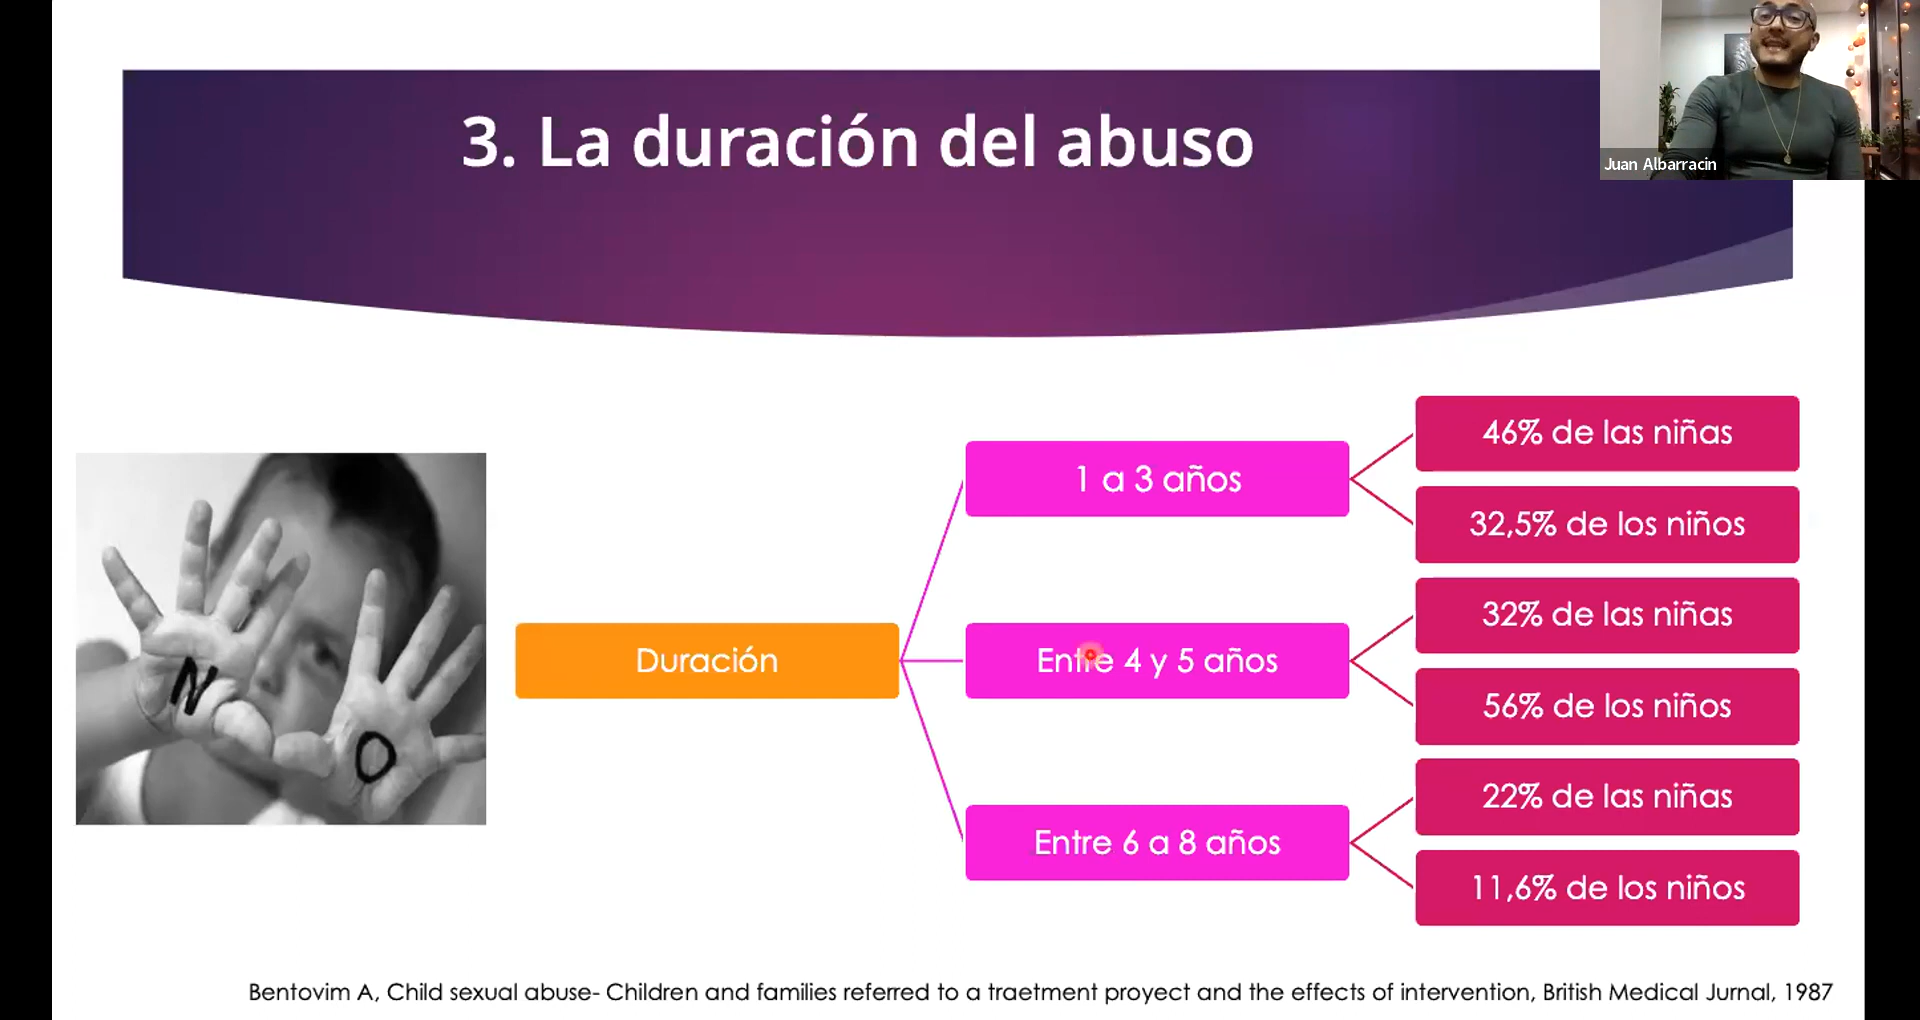 Juan Albarracin
3. La duración del abuso
N
O
Duración
1 a 3 años
46% de las niñas
32,5% de los niños
Entre 4 y 5 años
32% de las niñas
56% de los niños
Entre 6 a 8 años
22% de las niñas
11,6% de los niños
Bentovim A, Child sexual abuse- Children and families referred to a traetment proyect and the effects of intervention, British Medical Jurnal, 1987